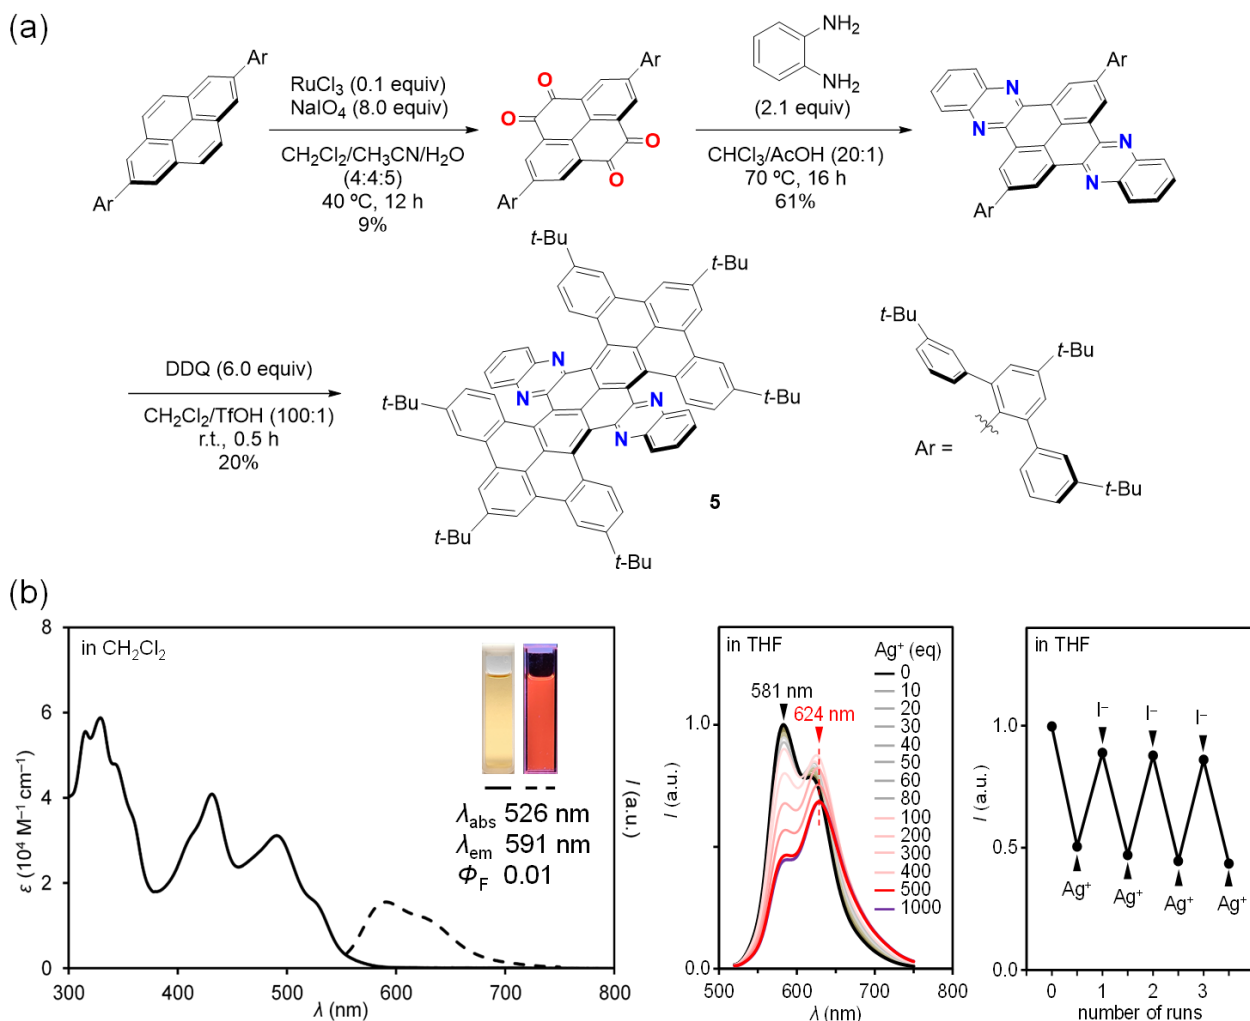 (a)
Ar
Ar
RuCl3 (0.1 equiv)
NaIO4 (8.0 equiv)
CH2Cl2/CH3CN/H2O
(4:4:5)
40 ºC, 12 h
9%
Ar
O
O
O
O
Ar
NH2
NH2
(2.1 equiv)
CHCl3/AcOH (20:1)
70 ºC, 16 h
61%
Ar
N
N
N
N
Ar
DDQ (6.0 equiv)
CH2Cl2/TfOH (100:1)
r.t., 0.5 h
20%
t-Bu
t-Bu
t-Bu
t-Bu
t-Bu
t-Bu
N
N
N
N
5
Ar =
t-Bu
t-Bu
t-Bu
(b)
in CH2Cl2
8
6
4
2
0
ε (10⁴ M⁻¹ cm⁻¹)
300
400
500
600
700
800
λ (nm)
I (a.u.)
λabs 526 nm
λem 591 nm
ΦF 0.01
in THF
Ag⁺ (eq)
0
10
20
30
40
50
60
80
100
200
300
400
500
1000
581 nm
624 nm
1.0
0.5
0.0
I (a.u.)
500
600
700
800
λ (nm)
in THF
I⁻
I⁻
I⁻
Ag⁺
Ag⁺
Ag⁺
Ag⁺
1.0
0.5
0.0
I (a.u.)
0
1
2
3
number of runs